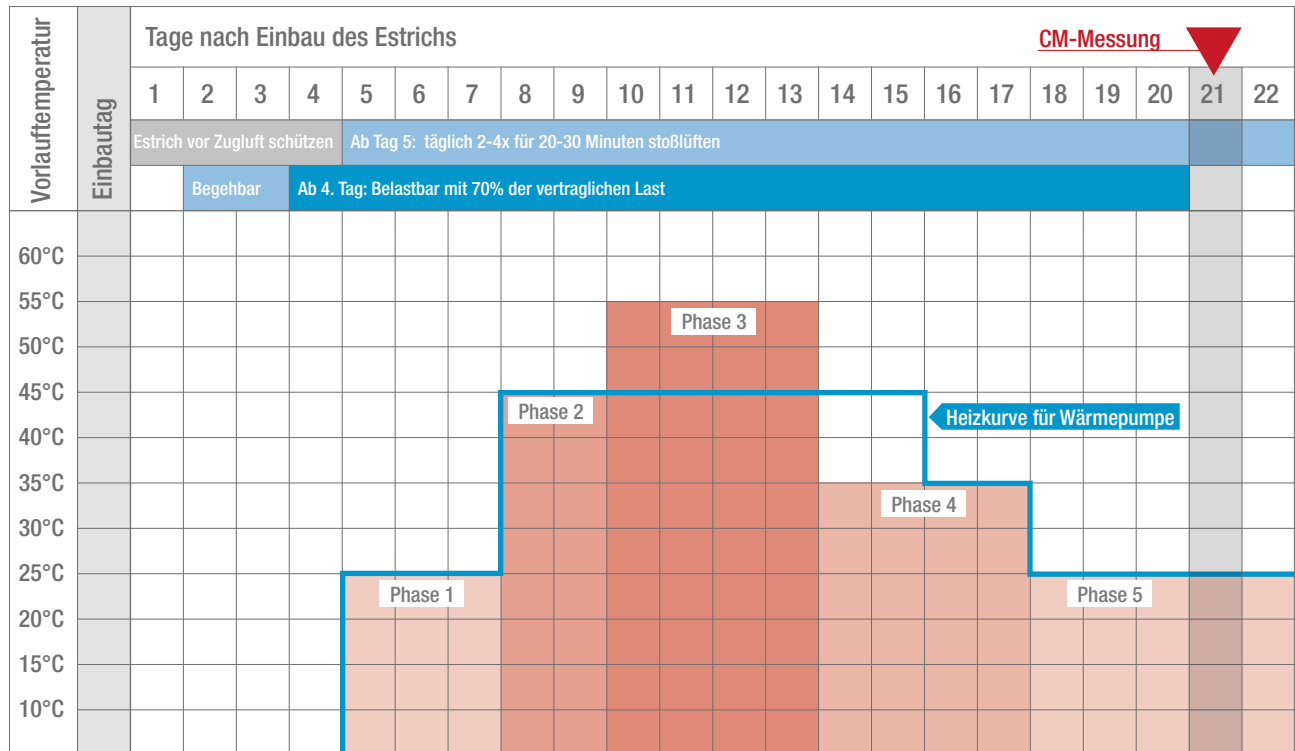 Vorlauftemperatur
Einbautag
Tage nach Einbau des Estrichs
CM-Messung
1 2 3 4 5 6 7 8 9 10 11 12 13 14 15 16 17 18 19 20 21 22
Estrich vor Zugluft schützen
Ab Tag 5: täglich 2-4x für 20-30 Minuten stoßlüften
Begehbar
Ab 4. Tag: Belastbar mit 70% der vertraglichen Last
60°C
55°C
Phase 3
50°C
45°C
Phase 2
Heizkurve für Wärmepumpe
40°C
35°C
Phase 4
30°C
25°C
Phase 1
Phase 5
20°C
15°C
10°C